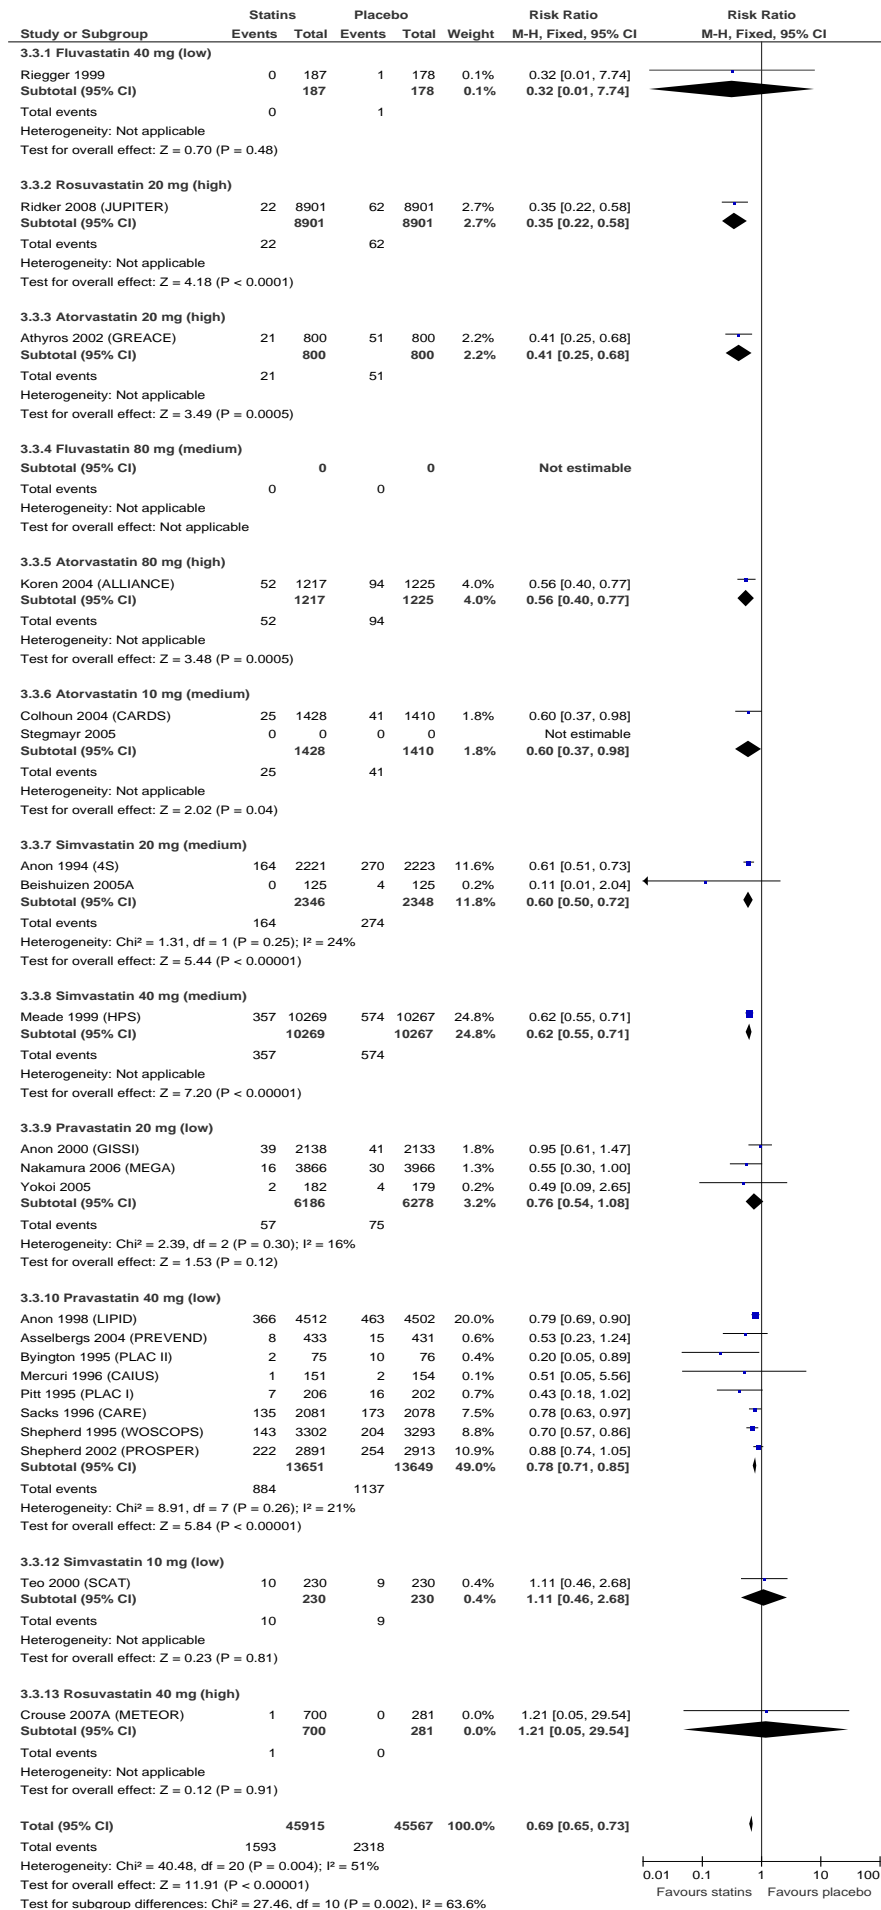 Statins Placebo Risk Ratio Risk Ratio
Study or Subgroup Events Total Events Total Weight M-H, Fixed, 95% CI M-H, Fixed, 95% CI
3.3.1 Fluvastatin 40 mg (low)
Riegger 1999 0 187 1 178 0.1% 0.32 [0.01, 7.74]
Subtotal (95% CI) 187 178 0.1% 0.32 [0.01, 7.74]
Total events 0 1
Heterogeneity: Not applicable
Test for overall effect: Z = 0.70 (P = 0.48)
3.3.2 Rosuvastatin 20 mg (high)
Ridker 2008 (JUPITER) 22 8901 62 8901 2.7% 0.35 [0.22, 0.58]
Subtotal (95% CI) 8901 8901 2.7% 0.35 [0.22, 0.58]
Total events 22 62
Heterogeneity: Not applicable
Test for overall effect: Z = 4.18 (P < 0.0001)
3.3.3 Atorvastatin 20 mg (high)
Athyros 2002 (GREACE) 21 800 51 800 2.2% 0.41 [0.25, 0.68]
Subtotal (95% CI) 800 800 2.2% 0.41 [0.25, 0.68]
Total events 21 51
Heterogeneity: Not applicable
Test for overall effect: Z = 3.49 (P = 0.0005)
3.3.4 Fluvastatin 80 mg (medium)
Subtotal (95% CI) 0 0 Not estimable
Total events 0 0
Heterogeneity: Not applicable
Test for overall effect: Not applicable
3.3.5 Atorvastatin 80 mg (high)
Koren 2004 (ALLIANCE) 52 1217 94 1225 4.0% 0.56 [0.40, 0.77]
Subtotal (95% CI) 1217 1225 4.0% 0.56 [0.40, 0.77]
Total events 52 94
Heterogeneity: Not applicable
Test for overall effect: Z = 3.48 (P = 0.0005)
3.3.6 Atorvastatin 10 mg (medium)
Colhoun 2004 (CARDS) 25 1428 41 1410 1.8% 0.60 [0.37, 0.98]
Stegmayr 2005 0 0 0 0 Not estimable
Subtotal (95% CI) 1428 1410 1.8% 0.60 [0.37, 0.98]
Total events 25 41
Heterogeneity: Not applicable
Test for overall effect: Z = 2.02 (P = 0.04)
3.3.7 Simvastatin 20 mg (medium)
Anon 1994 (4S) 164 2221 270 2223 11.6% 0.61 [0.51, 0.73]
Beishuizen 2005A 0 125 4 125 0.2% 0.11 [0.01, 2.04]
Subtotal (95% CI) 2346 2348 11.8% 0.60 [0.50, 0.72]
Total events 164 274
Heterogeneity: Chi² = 1.31, df = 1 (P = 0.25); I² = 24%
Test for overall effect: Z = 5.44 (P < 0.00001)
3.3.8 Simvastatin 40 mg (medium)
Meade 1999 (HPS) 357 10269 574 10267 24.8% 0.62 [0.55, 0.71]
Subtotal (95% CI) 10269 10267 24.8% 0.62 [0.55, 0.71]
Total events 357 574
Heterogeneity: Not applicable
Test for overall effect: Z = 7.20 (P < 0.00001)
3.3.9 Pravastatin 20 mg (low)
Anon 2000 (GISSI) 39 2138 41 2133 1.8% 0.95 [0.61, 1.47]
Nakamura 2006 (MEGA) 16 3866 30 3966 1.3% 0.55 [0.30, 1.00]
Yokoi 2005 2 182 4 179 0.2% 0.49 [0.09, 2.65]
Subtotal (95% CI) 6186 6278 3.2% 0.76 [0.54, 1.08]
Total events 57 75
Heterogeneity: Chi² = 2.39, df = 2 (P = 0.30); I² = 16%
Test for overall effect: Z = 1.53 (P = 0.12)
3.3.10 Pravastatin 40 mg (low)
Anon 1998 (LIPID) 366 4512 463 4502 20.0% 0.79 [0.69, 0.90]
Asselbergs 2004 (PREVEND) 8 433 15 431 0.6% 0.53 [0.23, 1.24]
Byington 1995 (PLAC II) 2 75 10 76 0.4% 0.20 [0.05, 0.89]
Mercuri 1996 (CAIUS) 1 151 2 154 0.1% 0.51 [0.05, 5.56]
Pitt 1995 (PLAC I) 7 206 16 202 0.7% 0.43 [0.18, 1.02]
Sacks 1996 (CARE) 135 2081 173 2078 7.5% 0.78 [0.63, 0.97]
Shepherd 1995 (WOSCOPS) 143 3302 204 3293 8.8% 0.70 [0.57, 0.86]
Shepherd 2002 (PROSPER) 222 2891 254 2913 10.9% 0.88 [0.74, 1.05]
Subtotal (95% CI) 13651 13649 49.0% 0.78 [0.71, 0.85]
Total events 884 1137
Heterogeneity: Chi² = 8.91, df = 7 (P = 0.26); I² = 21%
Test for overall effect: Z = 5.84 (P < 0.00001)
3.3.12 Simvastatin 10 mg (low)
Teo 2000 (SCAT) 10 230 9 230 0.4% 1.11 [0.46, 2.68]
Subtotal (95% CI) 230 230 0.4% 1.11 [0.46, 2.68]
Total events 10 9
Heterogeneity: Not applicable
Test for overall effect: Z = 0.23 (P = 0.81)
3.3.13 Rosuvastatin 40 mg (high)
Crouse 2007A (METEOR) 1 700 0 281 0.0% 1.21 [0.05, 29.54]
Subtotal (95% CI) 700 281 0.0% 1.21 [0.05, 29.54]
Total events 1 0
Heterogeneity: Not applicable
Test for overall effect: Z = 0.12 (P = 0.91)
Total (95% CI) 45915 45567 100.0% 0.69 [0.65, 0.73]
Total events 1593 2318
Heterogeneity: Chi² = 40.48, df = 20 (P = 0.004); I² = 51%
Test for overall effect: Z = 11.91 (P < 0.00001)
Test for subgroup differences: Chi² = 27.46, df = 10 (P = 0.002), I² = 63.6%
0.01 0.1 1 10 100
Favours statins Favours placebo